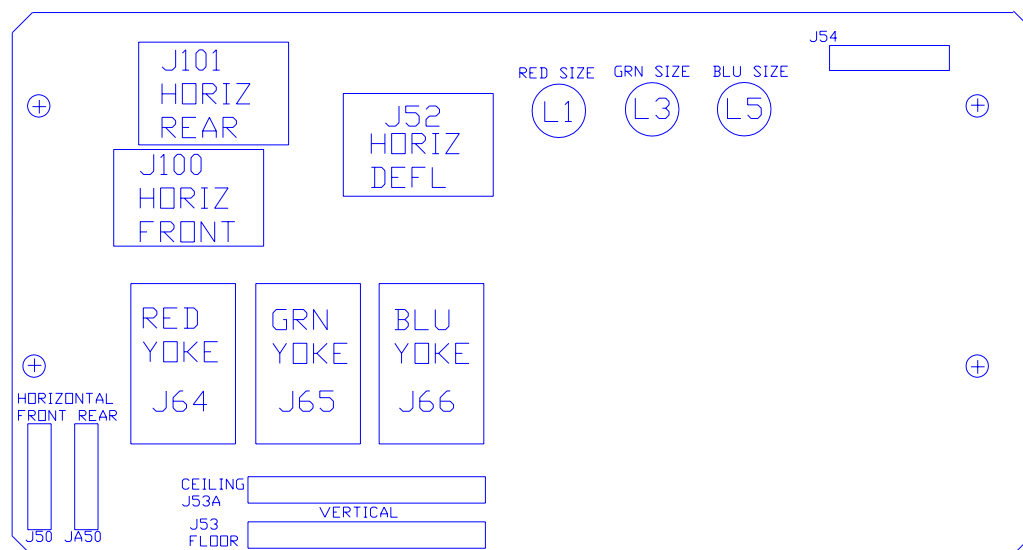 J54
J101
HORIZ
REAR
RED SIZE
GRN SIZE
BLU SIZE
L1
L3
L5
J52
HORIZ
DEFL
J100
HORIZ
FRONT
RED
YOKE
J64
GRN
YOKE
J65
BLU
YOKE
J66
HORIZONTAL
FRONT REAR
J50
JA50
CEILING
J53A
VERTICAL
J53
FLOOR